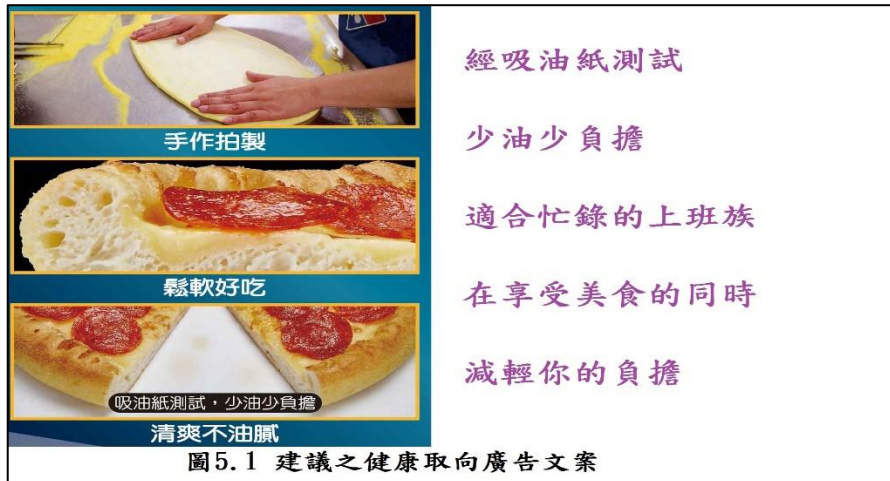 手作拍製
鬆軟好吃
吸油紙測試，少油少負擔
清爽不油膩
經吸油紙測試
少油少負擔
適合忙錄的上班族
在享受美食的同時
減輕你的負擔
圖5.1 建議之健康取向廣告文案